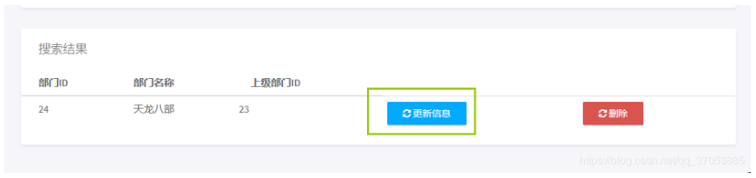 搜索结果
部门ID 部门名称 上级部门ID
24 天龙八部 23 更新信息 删除
https://blog.csdn.net/qq_37053885